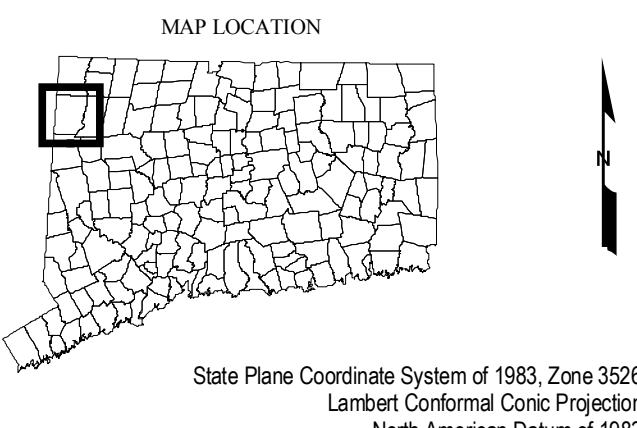 MAP LOCATION
N
State Plane Coordinate System of 1983, Zone 3526
Lambert Conformal Conic Projection
North American Datum of 1983